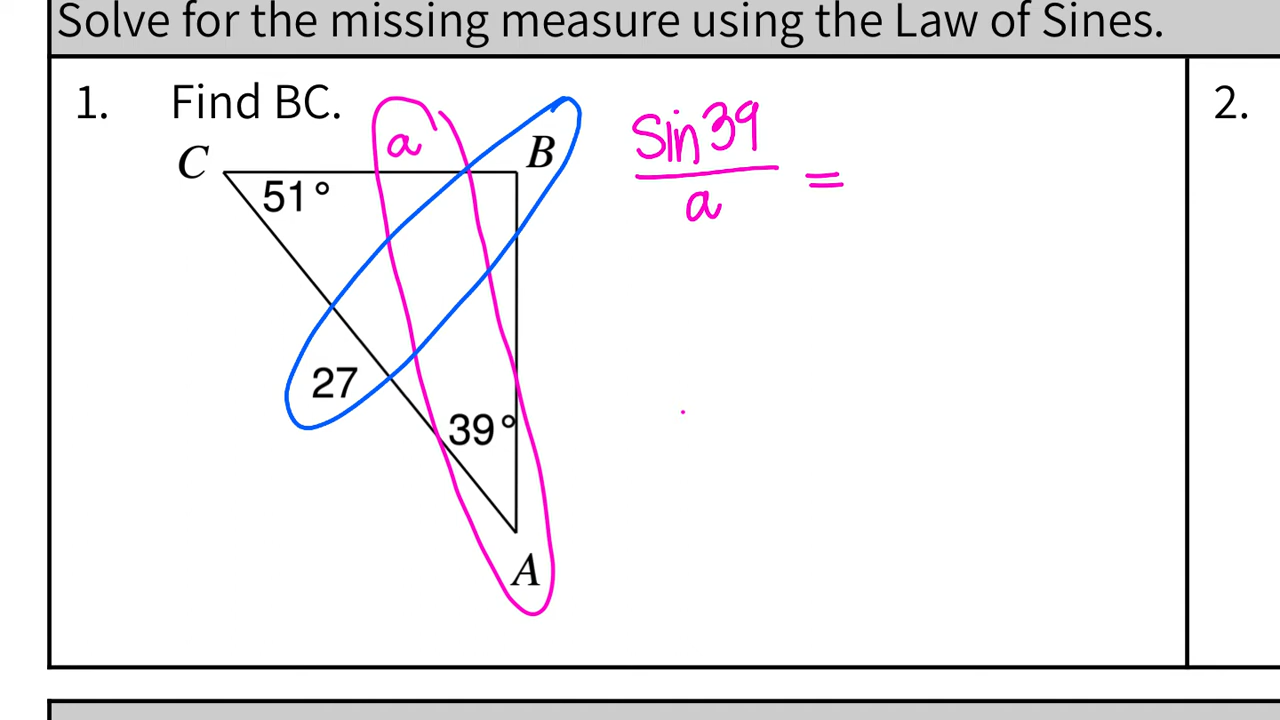 Solve for the missing measure using the Law of Sines.
1. Find BC.
2.
a
C
B
51°
27
39°
A
Sin 39
a
=